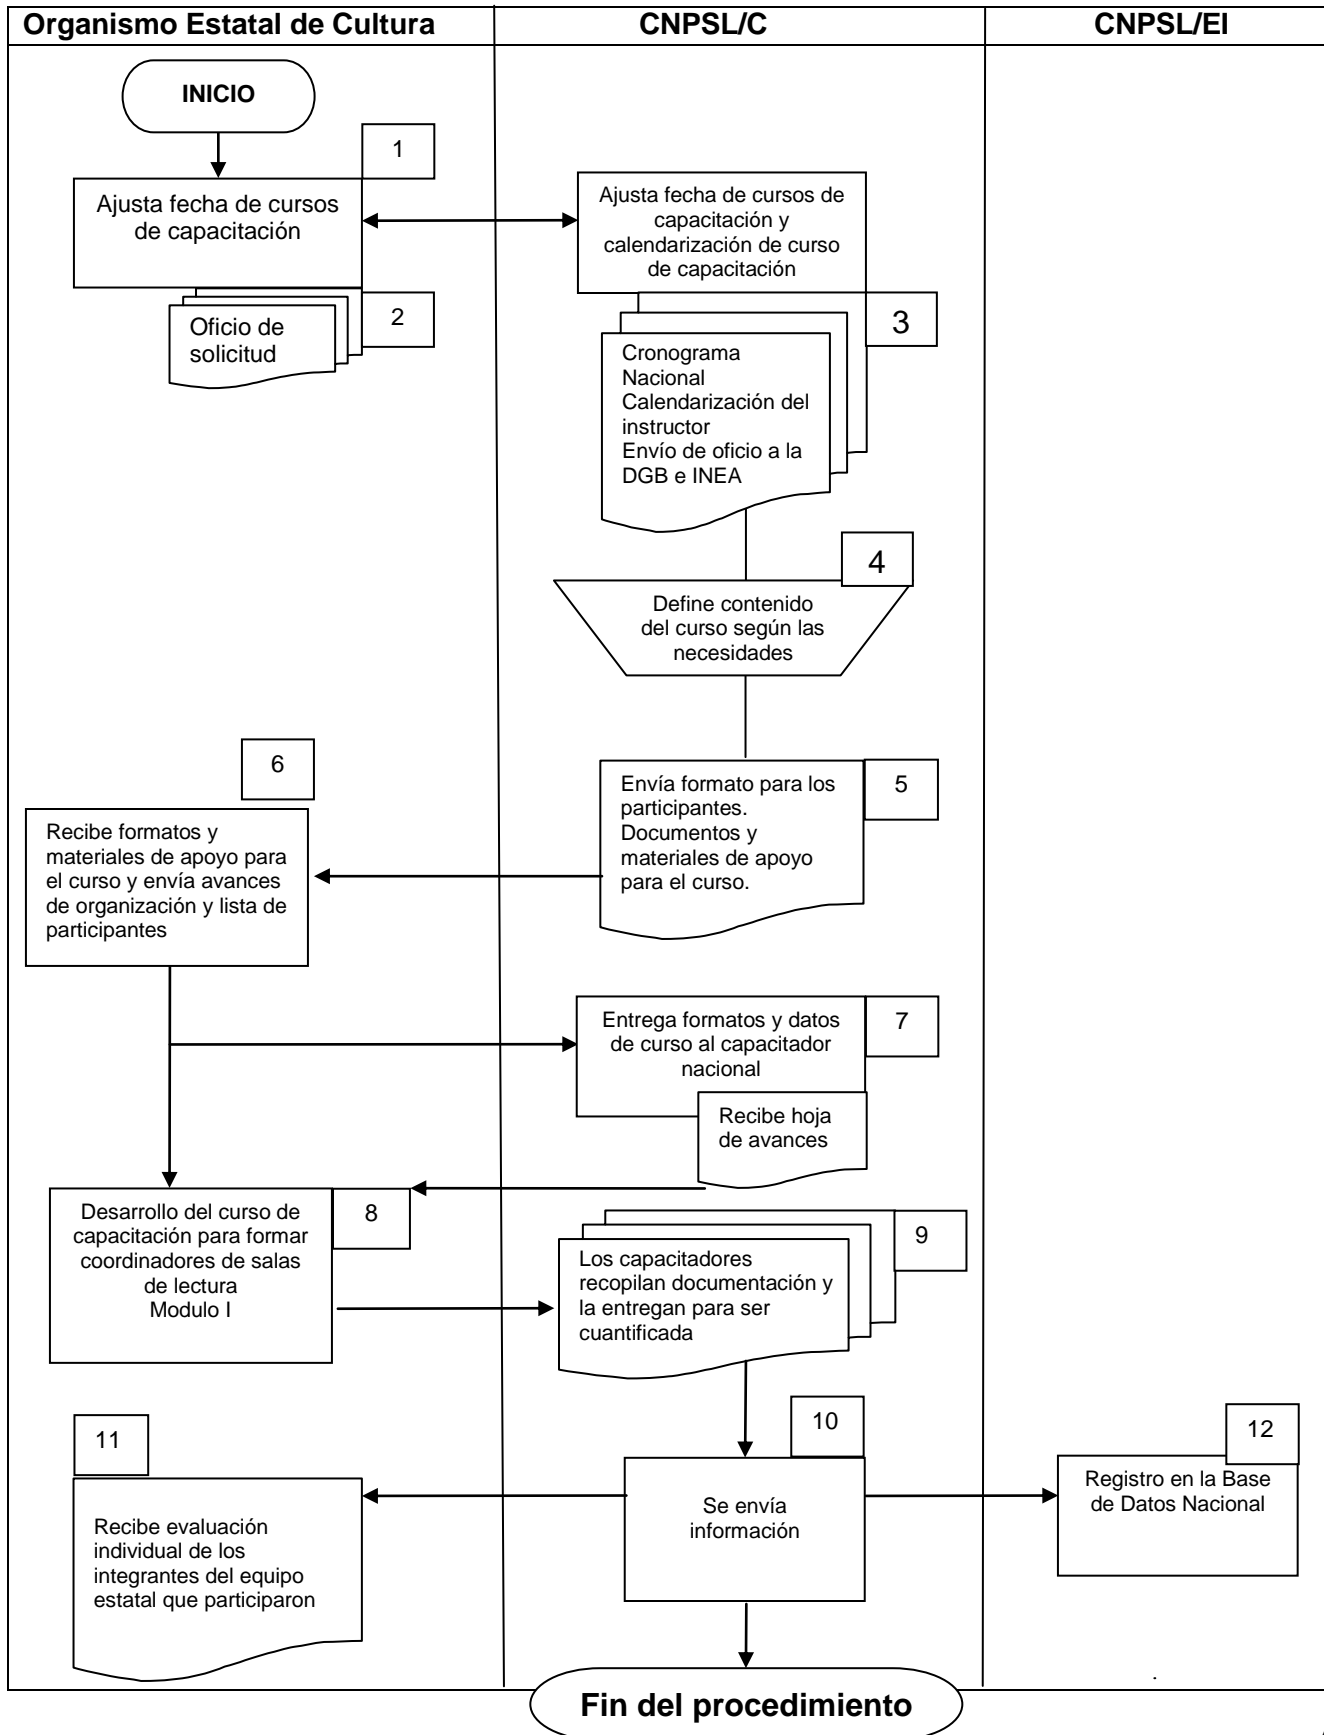 Organismo Estatal de Cultura
CNPSL/C
CNPSL/EI
INICIO
1
Ajusta fecha de cursos
de capacitación
Ajusta fecha de cursos de
capacitación y
calendarización de curso
de capacitación
2
Oficio de
solicitud
3
Cronograma
Nacional
Calendarización del
instructor
Envío de oficio a la
DGB e INEA
4
Define contenido
del curso según las
necesidades
5
Envía formato para los
participantes.
Documentos y
materiales de apoyo
para el curso.
6
Recibe formatos y
materiales de apoyo para
el curso y envía avances
de organización y lista de
participantes
7
Entrega formatos y datos
de curso al capacitador
nacional
Recibe hoja
de avances
8
Desarrollo del curso de
capacitación para formar
coordinadores de salas
de lectura
Modulo I
9
Los capacitadores
recopilan documentación y
la entregan para ser
cuantificada
10
Se envía
información
11
Recibe evaluación
individual de los
integrantes del equipo
estatal que participaron
12
Registro en la Base
de Datos Nacional
.
Fin del procedimiento